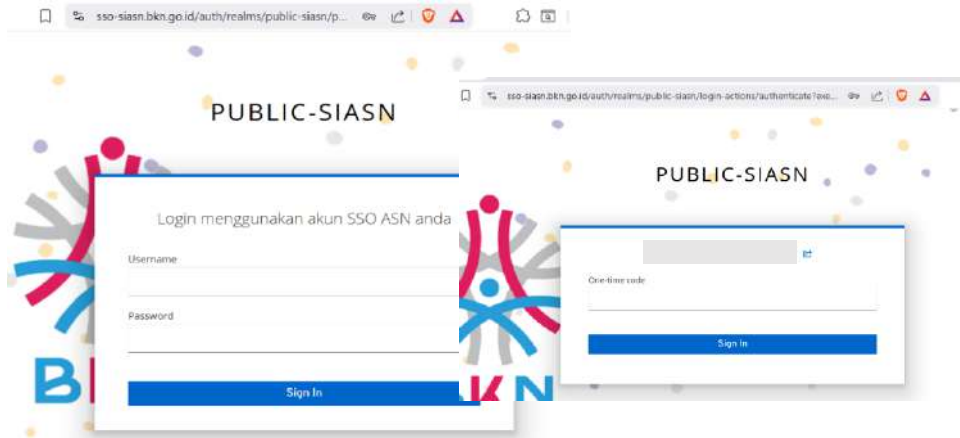 sso-siasn.bkn.go.id/auth/realms/public-siasn/p...
PUBLIC-SIASN
Login menggunakan akun SSO ASN anda
Username
Password
Sign In
B
sso-siasn.bkn.go.id/auth/realms/public-siasn/login-actions/authenticate?exe...
PUBLIC-SIASN
One-time code
Sign In
KN